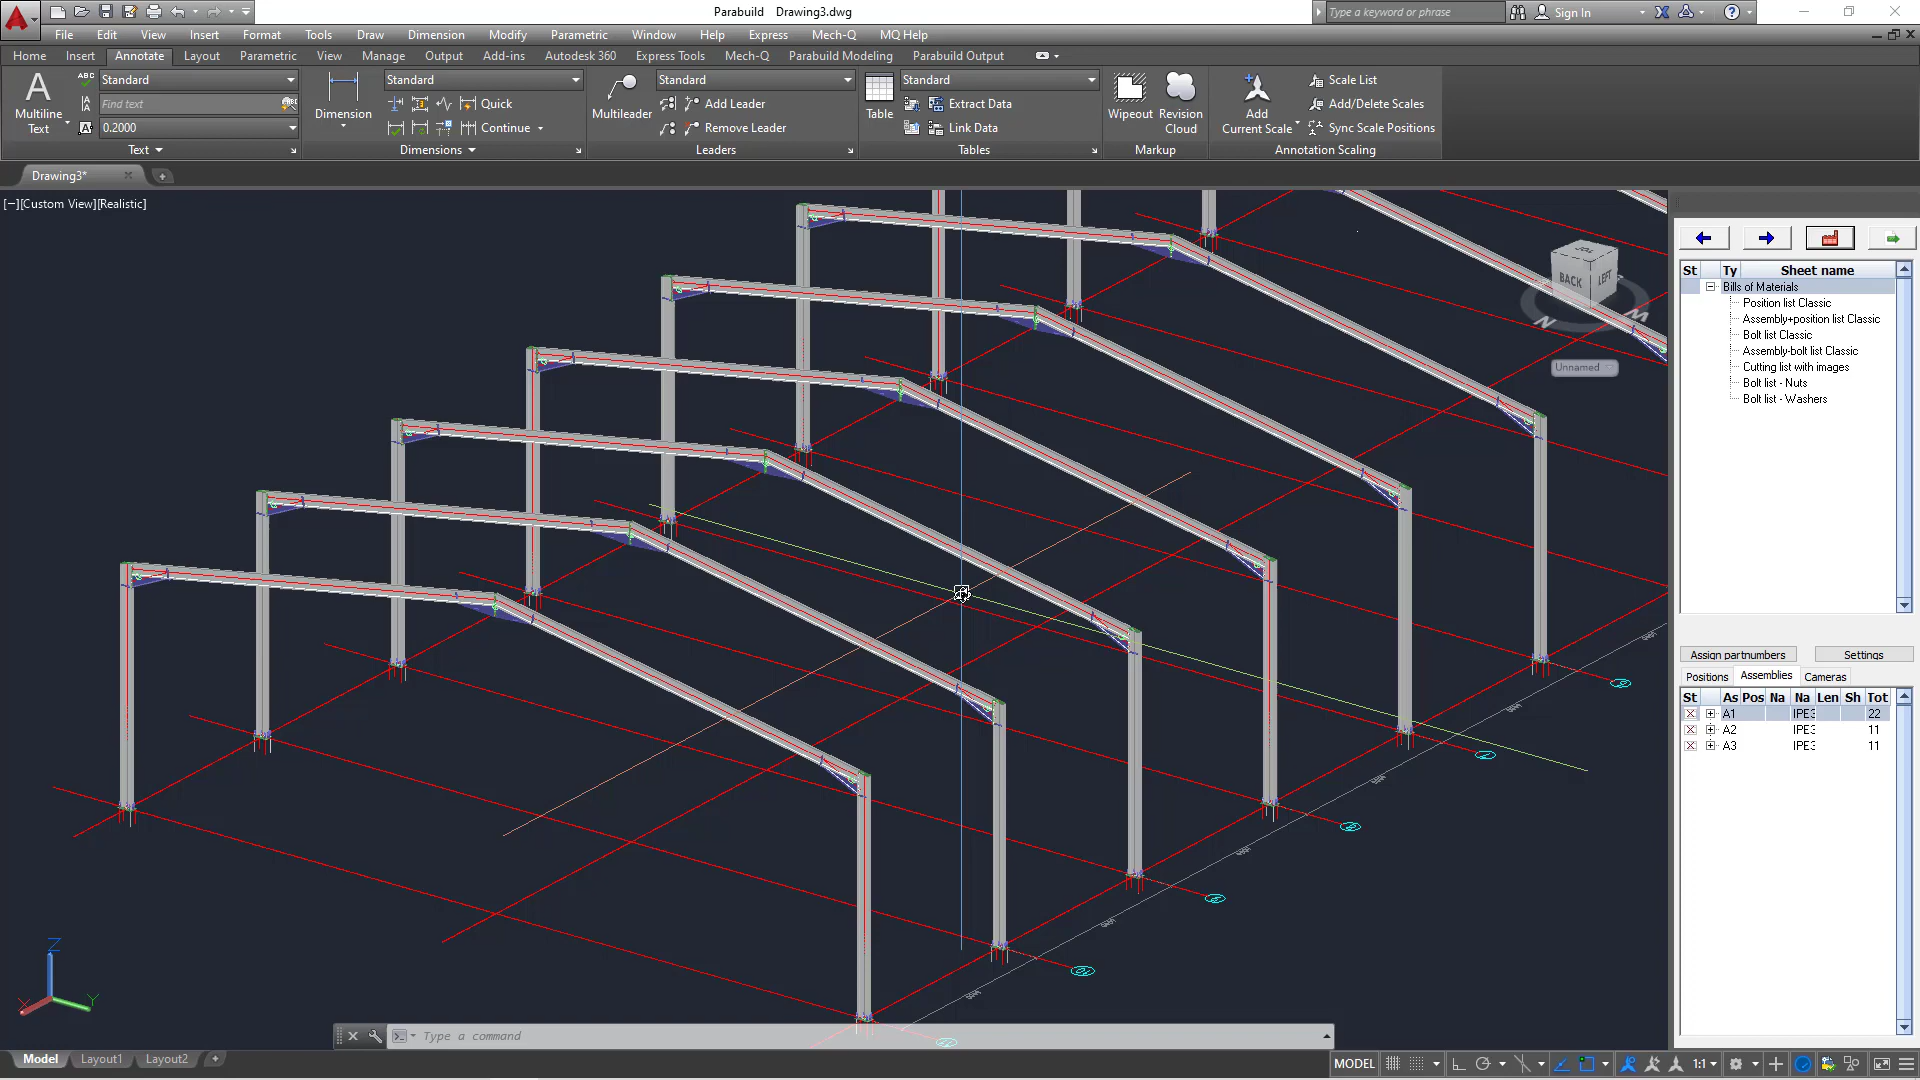 Parabuild Drawing3.dwg
Type a keyword or phrase
Sign In
File Edit View Insert Format Tools Draw Dimension Modify Parametric Window Help Express Mech-Q MQ Help
Home Insert Annotate Layout Parametric View Manage Output Add-ins Autodesk 360 Express Tools Mech-Q Parabuild Modeling Parabuild Output
Multiline Text
Standard
Find text
0.2000
Text
Dimension
Standard
Quick
Continue
Dimensions
Multileader
Standard
Add Leader
Remove Leader
Leaders
Table
Standard
Extract Data
Link Data
Tables
Wipeout
Revision Cloud
Markup
Add Current Scale
Scale List
Add/Delete Scales
Sync Scale Positions
Annotation Scaling
Drawing3*
[−][Custom View][Realistic]
BACK
LEFT
N
Unnamed
St Ty Sheet name
Bills of Materials
Position list Classic
Assembly+position list Classic
Bolt list Classic
Assembly-bolt list Classic
Cutting list with images
Bolt list - Nuts
Bolt list - Washers
Assign partnumbers Settings
Positions Assemblies Cameras
St As Pos Na Na Len Sh Tot
A1 IPE3 22
A2 IPE3 11
A3 IPE3 11
Z
X
Y
Type a command
Model Layout1 Layout2
MODEL 1:1